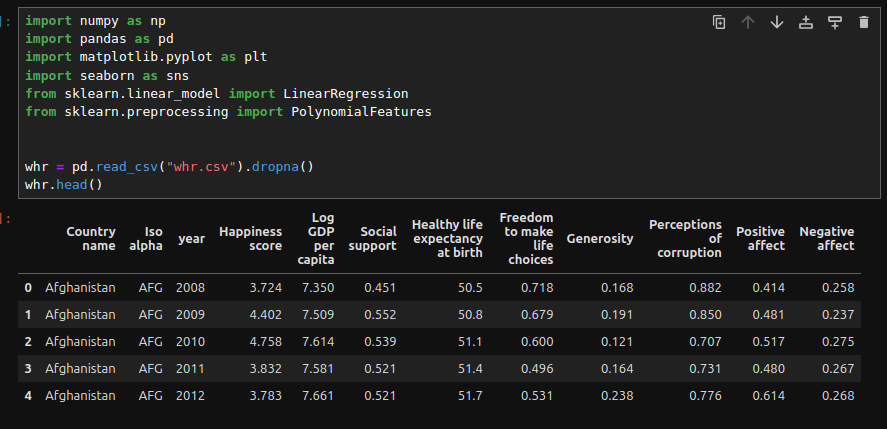 ]:
import numpy as np
import pandas as pd
import matplotlib.pyplot as plt
import seaborn as sns
from sklearn.linear_model import LinearRegression
from sklearn.preprocessing import PolynomialFeatures
whr = pd.read_csv("whr.csv").dropna()
whr.head()
]:
Country name Iso alpha year Happiness score Log GDP per capita Social support Healthy life expectancy at birth Freedom to make life choices Generosity Perceptions of corruption Positive affect Negative affect
0 Afghanistan AFG 2008 3.724 7.350 0.451 50.5 0.718 0.168 0.882 0.414 0.258
1 Afghanistan AFG 2009 4.402 7.509 0.552 50.8 0.679 0.191 0.850 0.481 0.237
2 Afghanistan AFG 2010 4.758 7.614 0.539 51.1 0.600 0.121 0.707 0.517 0.275
3 Afghanistan AFG 2011 3.832 7.581 0.521 51.4 0.496 0.164 0.731 0.480 0.267
4 Afghanistan AFG 2012 3.783 7.661 0.521 51.7 0.531 0.238 0.776 0.614 0.268